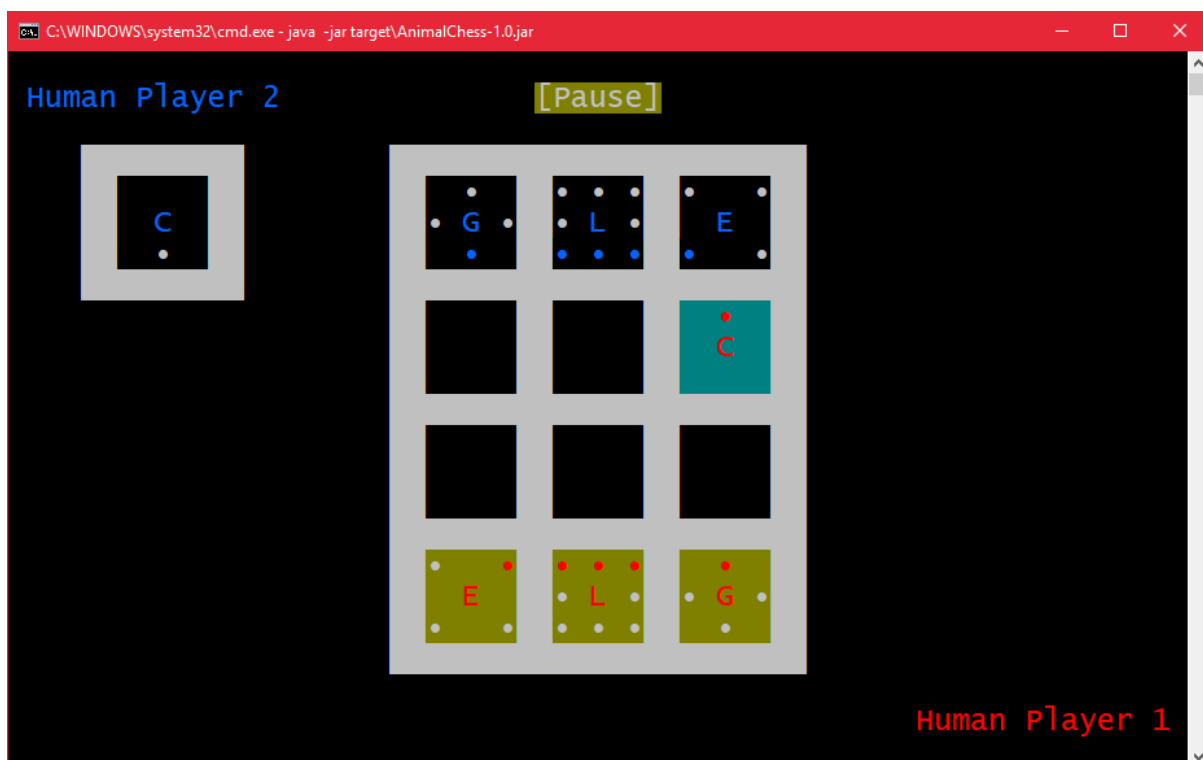 C:\WINDOWS\system32\cmd.exe - java  -jar target\AnimalChess-1.0.jar
Human Player 2 [Pause]
C G L E
C
E L G
Human Player 1